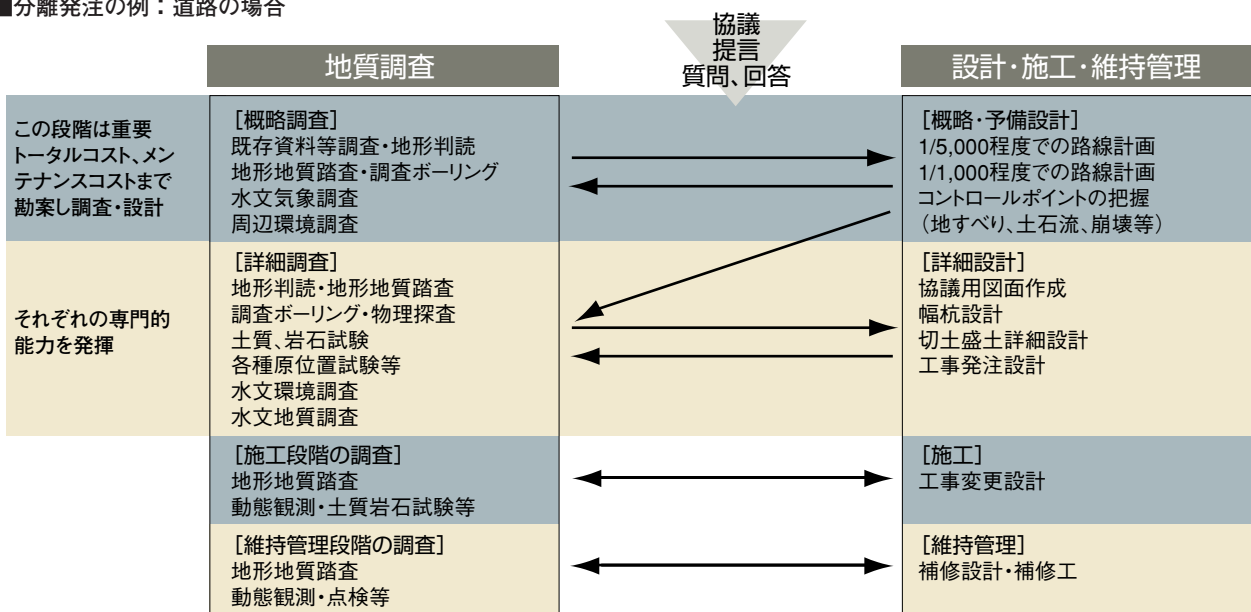 ■分離発注の例：道路の場合
協議
提言
質問、回答
地質調査
設計・施工・維持管理
この段階は重要
トータルコスト、メン
テナンスコストまで
勘案し調査・設計
［概略調査］
既存資料等調査・地形判読
地形地質踏査・調査ボーリング
水文気象調査
周辺環境調査
［概略・予備設計］
1/5,000程度での路線計画
1/1,000程度での路線計画
コントロールポイントの把握
（地すべり、土石流、崩壊等）
それぞれの専門的
能力を発揮
［詳細調査］
地形判読・地形地質踏査
調査ボーリング・物理探査
土質、岩石試験
各種原位置試験等
水文環境調査
水文地質調査
［詳細設計］
協議用図面作成
幅杭設計
切土盛土詳細設計
工事発注設計
［施工段階の調査］
地形地質踏査
動態観測・土質岩石試験等
［施工］
工事変更設計
［維持管理段階の調査］
地形地質踏査
動態観測・点検等
［維持管理］
補修設計・補修工